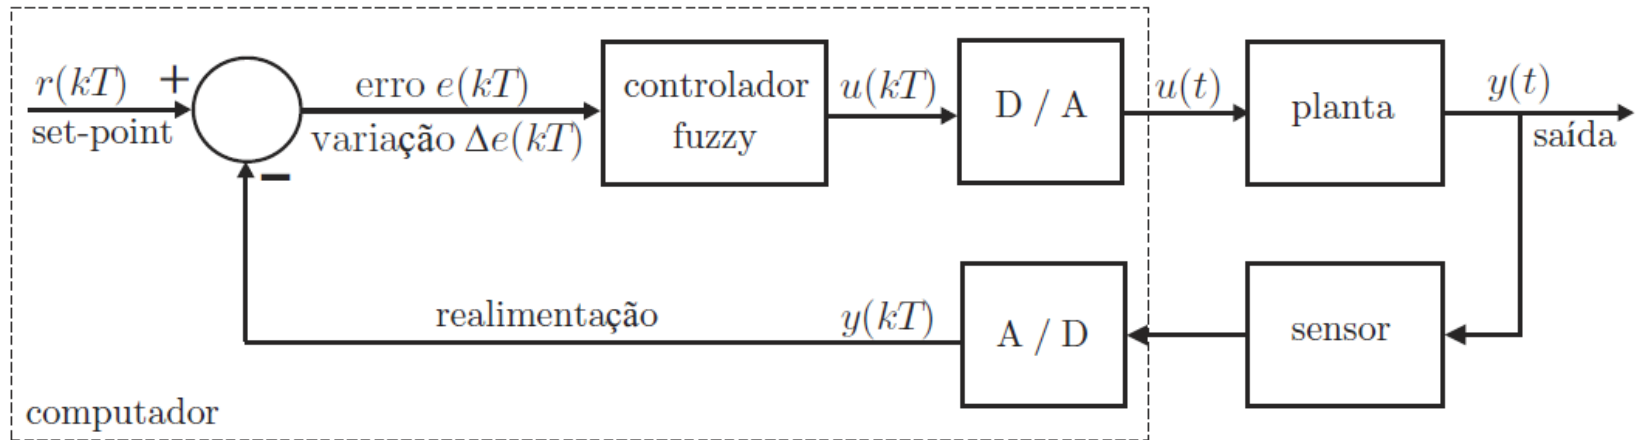 r(kT)
+
set-point
erro e(kT)
variação Δe(kT)
controlador
fuzzy
u(kT)
D / A
u(t)
planta
y(t)
saída
−
realimentação
y(kT)
A / D
sensor
computador